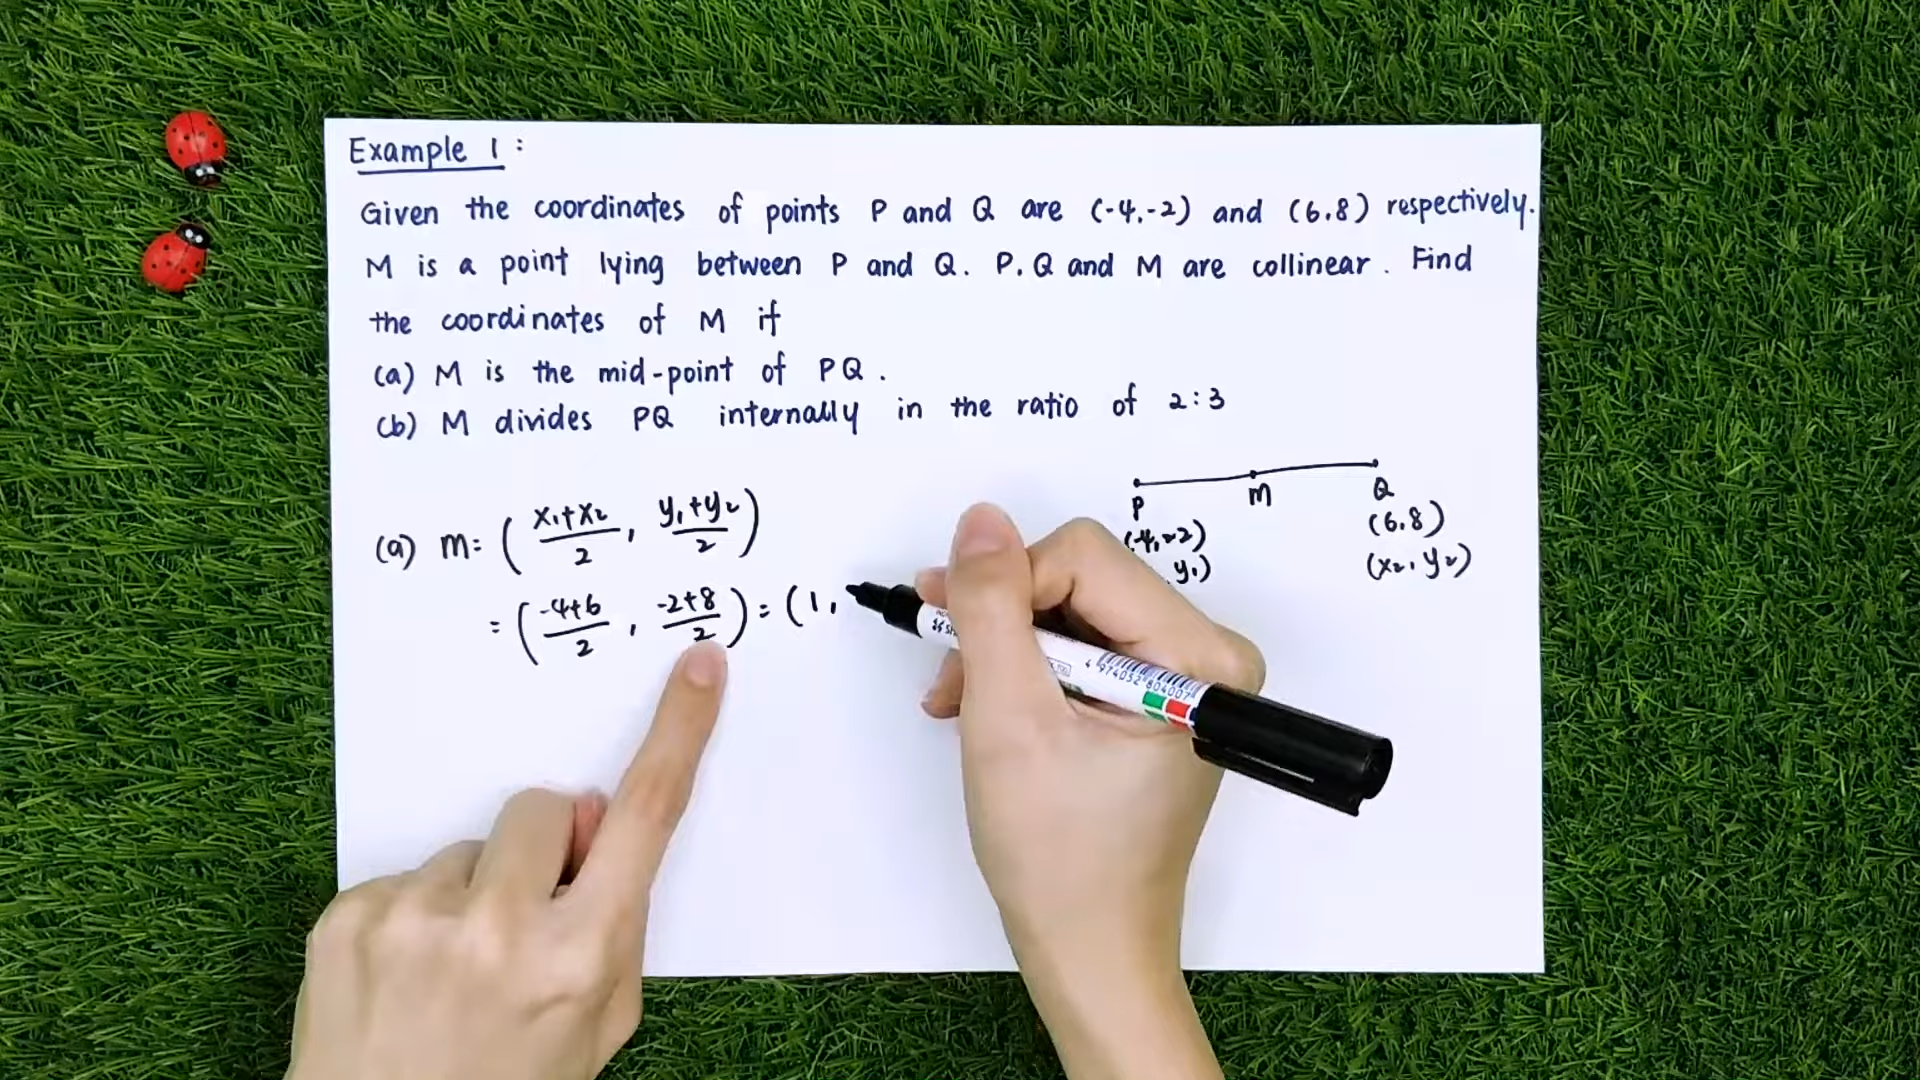 Example 1:
Given the coordinates of points P and Q are (-4,-2) and (6,8) respectively.
M is a point lying between P and Q. P, Q and M are collinear. Find
the coordinates of M if
(a) M is the mid-point of PQ.
(b) M divides PQ internally in the ratio of 2:3
P M Q
(-4,-2) (6,8)
, y₁) (x₂, y₂)
(a) m= ( x₁+x₂/2 , y₁+y₂/2 )
= ( -4+6/2 , -2+8/2 ) = (1,
4 974052 804007